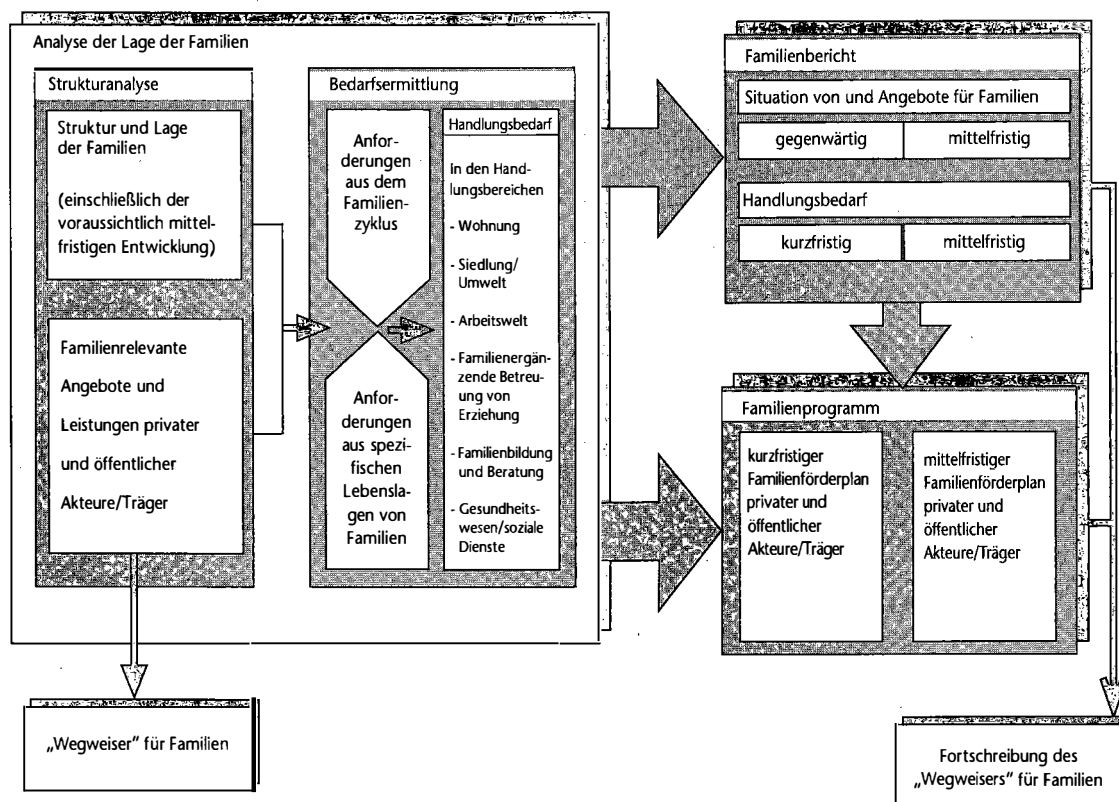 Analyse der Lage der Familien
Strukturanalyse
Struktur und Lage
der Familien
(einschließlich der
voraussichtlich mittel-
fristigen Entwicklung)
Familienrelevante
Angebote und
Leistungen privater
und öffentlicher
Akteure/Träger
Bedarfsermittlung
Anfor-
derungen
aus dem
Familien-
zyklus
Anfor-
derungen
aus spezi-
fischen
Lebensla-
gen von
Familien
Handlungsbedarf
In den Hand-
lungsbereichen
- Wohnung
- Siedlung/
Umwelt
- Arbeitswelt
- Familienergän-
zende Betreu-
ung von
Erziehung
- Familienbildung
und Beratung
- Gesundheits-
wesen/soziale
Dienste
Familienbericht
Situation von und Angebote für Familien
gegenwärtig
mittelfristig
Handlungsbedarf
kurzfristig
mittelfristig
Familienprogramm
kurzfristiger
Familienförderplan
privater und
öffentlicher
Akteure/Träger
mittelfristiger
Familienförderplan
privater und
öffentlicher
Akteure/Träger
„Wegweiser" für Familien
Fortschreibung des
„Wegweisers" für Familien